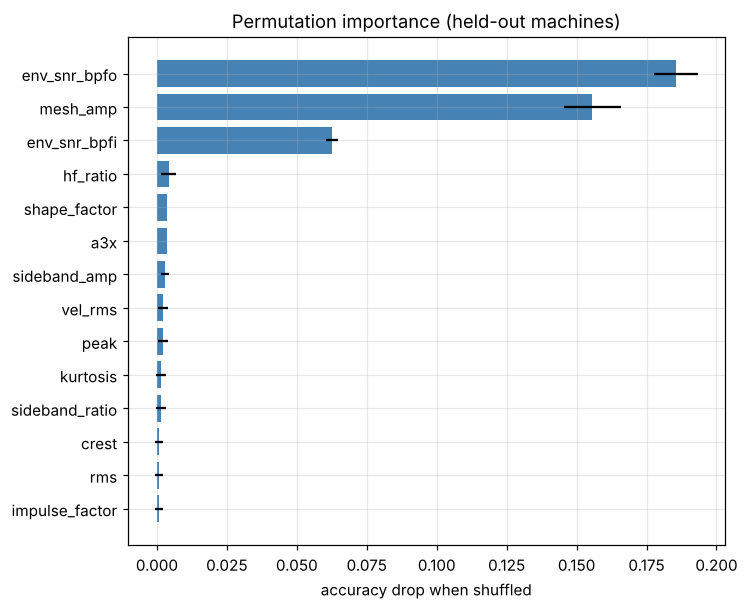 Permutation importance (held-out machines)
env_snr_bpfo
mesh_amp
env_snr_bpfi
hf_ratio
shape_factor
a3x
sideband_amp
vel_rms
peak
kurtosis
sideband_ratio
crest
rms
impulse_factor
0.000 0.025 0.050 0.075 0.100 0.125 0.150 0.175 0.200
accuracy drop when shuffled